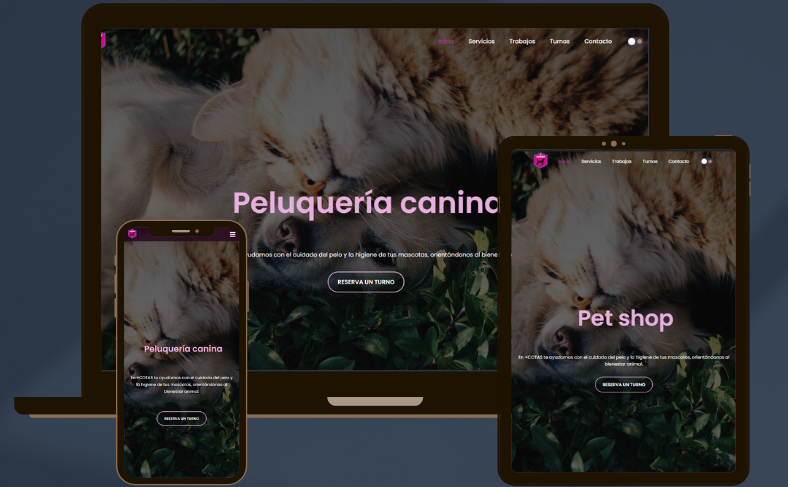 Inicio Servicios Trabajos Turnos Contacto
Peluquería canina
yudamos con el cuidado del pelo y la higiene de tus mascotas, orientándonos al biene
RESERVA UN TURNO
Peluquería canina
En +COTAS te ayudamos con el cuidado del pelo y
la higiene de tus mascotas, orientándonos al
bienestar animal.
RESERVA UN TURNO
Inicio Servicios Trabajos Turnos Contacto
Pet shop
En +COTAS te ayudamos con el cuidado del pelo y la higiene de tus mascotas, orientándonos al
bienestar animal.
RESERVA UN TURNO